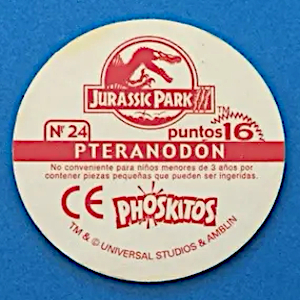 JURASSIC PARK III
TM
Nº 24
puntos 16
PTERANODÓN
No conveniente para niños menores de 3 años por
contener piezas pequeñas que pueden ser ingeridas.
CE PHOSKITOS
TM & © UNIVERSAL STUDIOS & AMBLIN